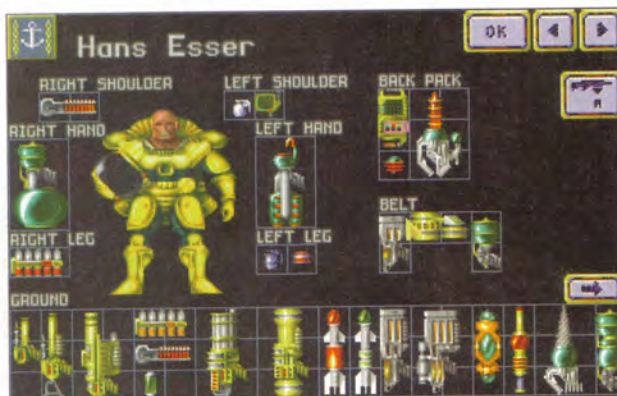 Hans Esser
OK
RIGHT SHOULDER
LEFT SHOULDER
BACK PACK
RIGHT HAND
LEFT HAND
BELT
RIGHT LEG
LEFT LEG
GROUND